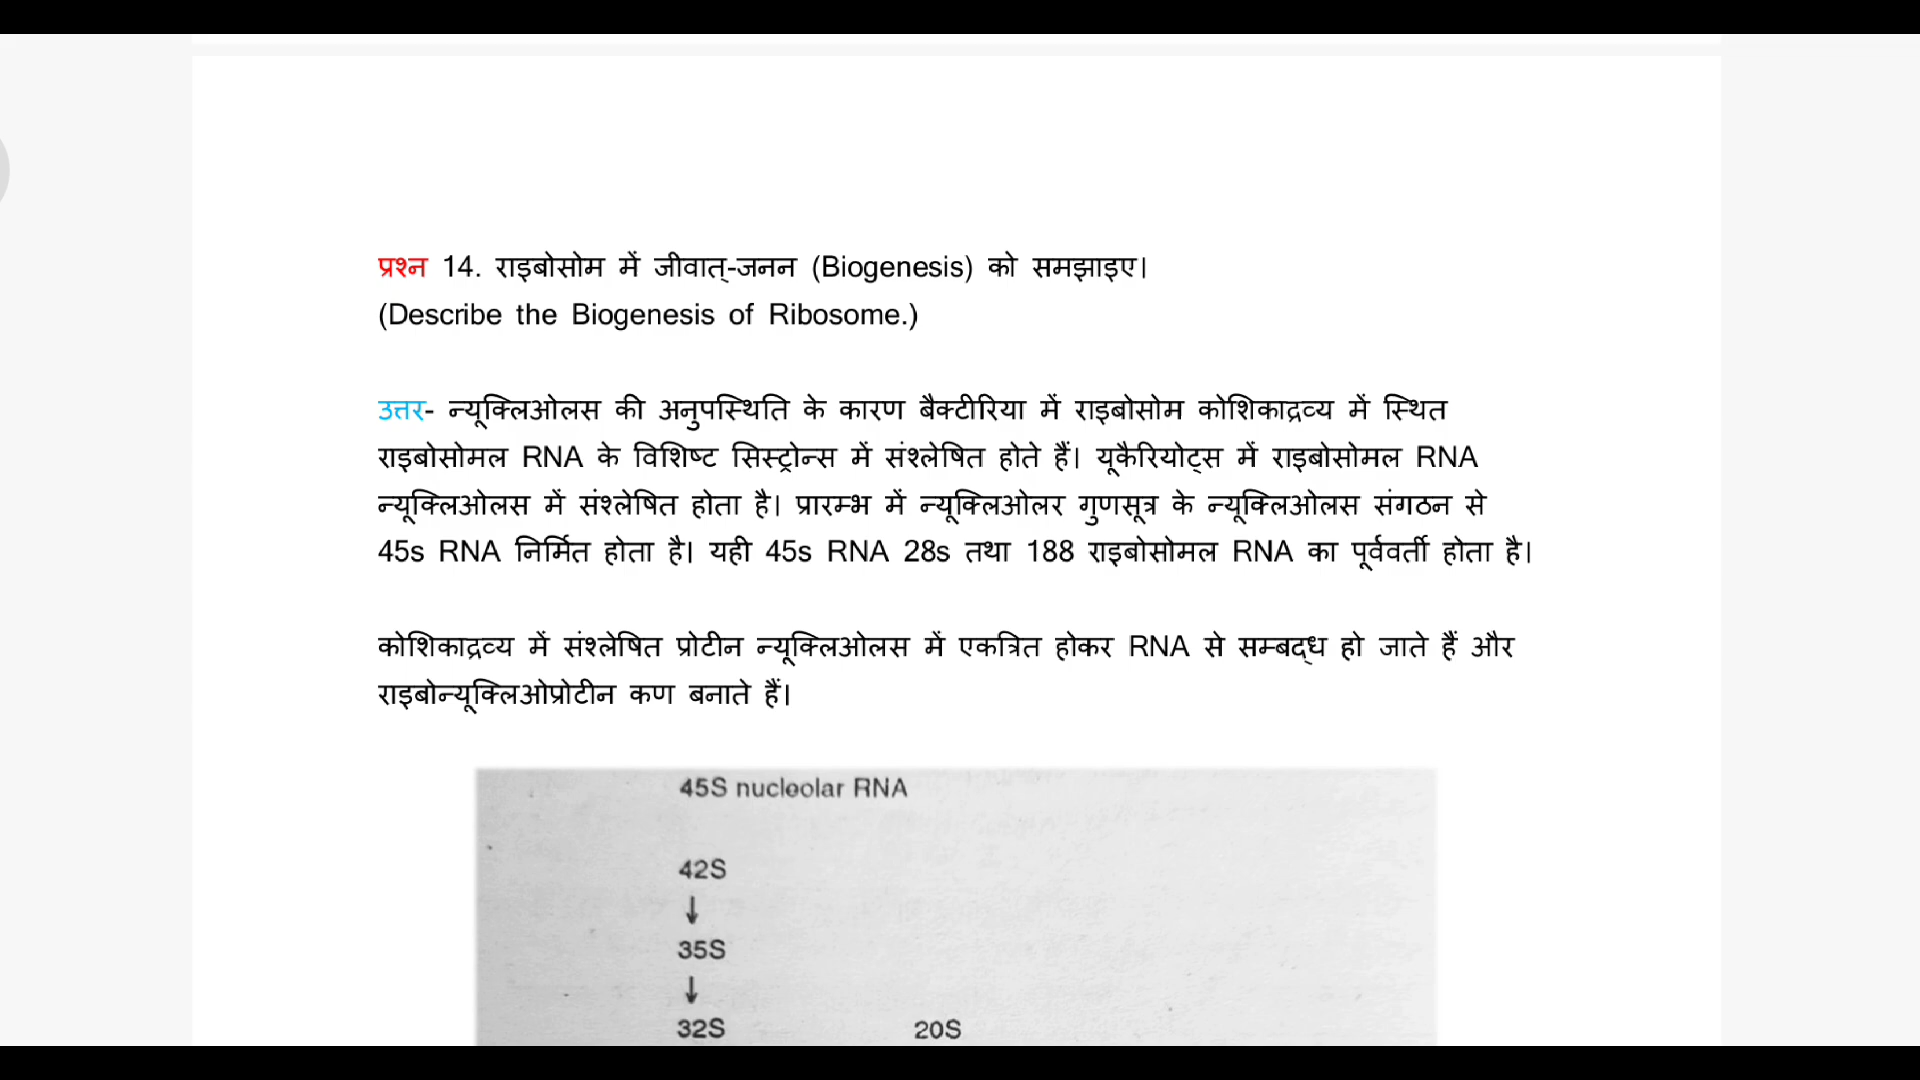 प्रश्न 14. राइबोसोम में जीवात्-जनन (Biogenesis) को समझाइए।
(Describe the Biogenesis of Ribosome.)
उत्तर- न्यूक्लिओलस की अनुपस्थिति के कारण बैक्टीरिया में राइबोसोम कोशिकाद्रव्य में स्थित
राइबोसोमल RNA के विशिष्ट सिस्ट्रोन्स में संश्लेषित होते हैं। यूकैरियोट्स में राइबोसोमल RNA
न्यूक्लिओलस में संश्लेषित होता है। प्रारम्भ में न्यूक्लिओलर गुणसूत्र के न्यूक्लिओलस संगठन से
45s RNA निर्मित होता है। यही 45s RNA 28s तथा 188 राइबोसोमल RNA का पूर्ववर्ती होता है।
कोशिकाद्रव्य में संश्लेषित प्रोटीन न्यूक्लिओलस में एकत्रित होकर RNA से सम्बद्ध हो जाते हैं और
राइबोन्यूक्लिओप्रोटीन कण बनाते हैं।
45S nucleolar RNA
42S
↓
35S
↓
32S 20S